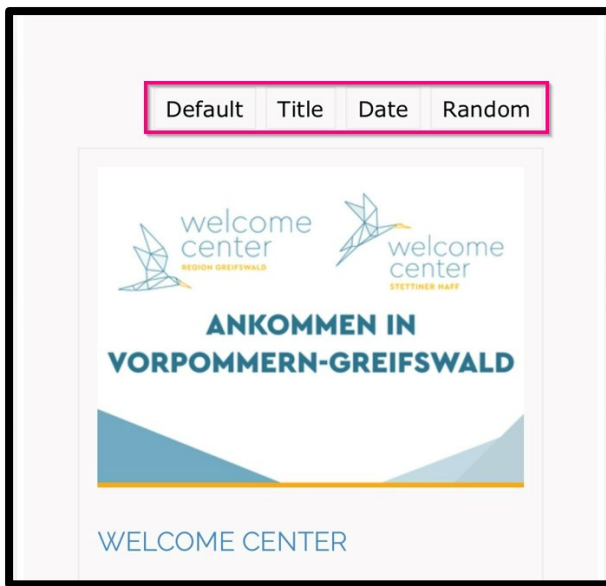 Default Title Date Random
welcome
center
REGION GREIFSWALD
welcome
center
STETTINER HAFF
ANKOMMEN IN
VORPOMMERN-GREIFSWALD
WELCOME CENTER